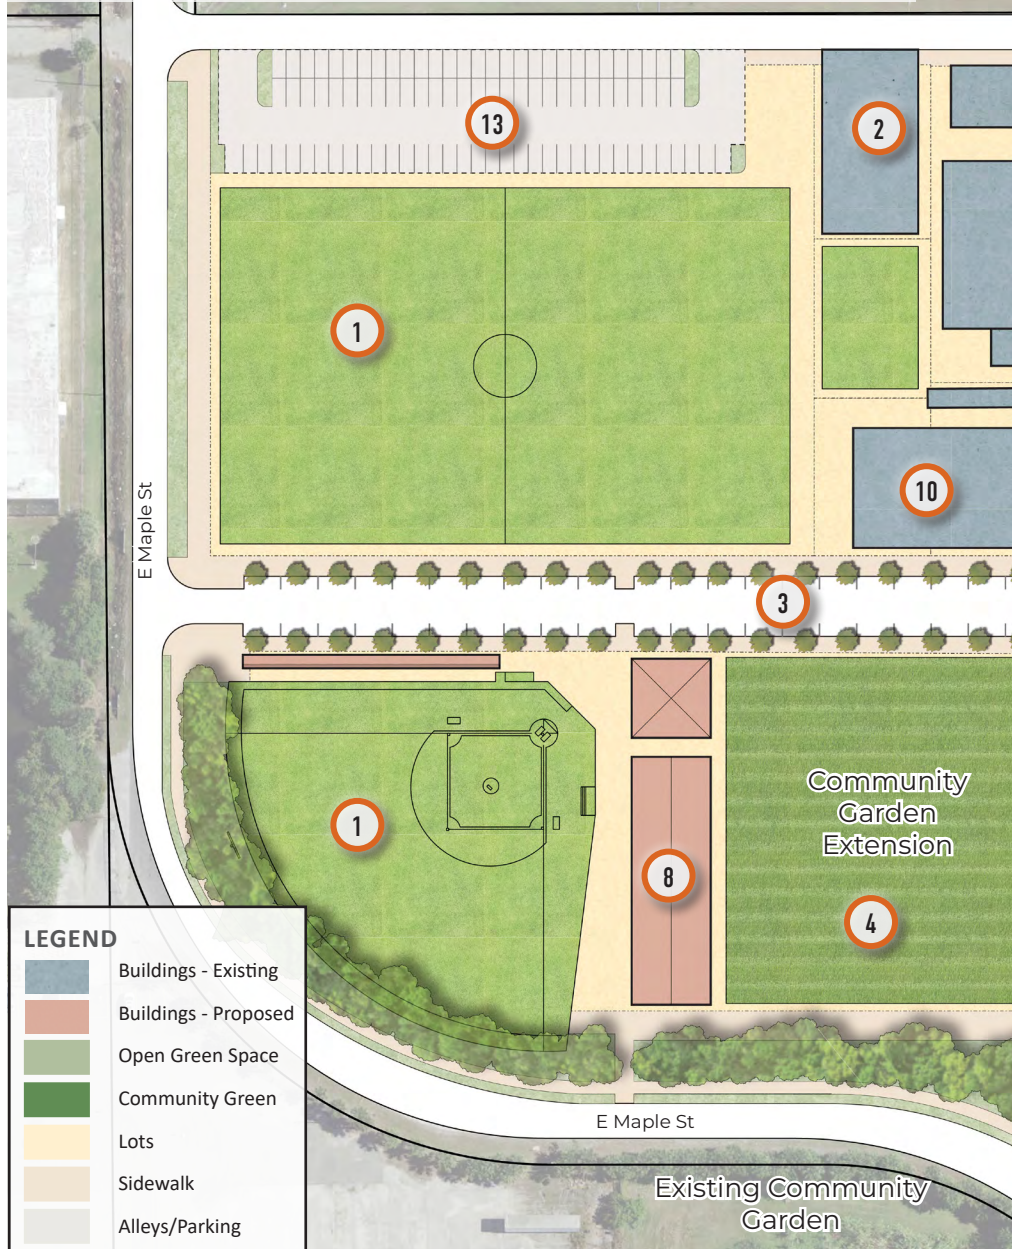 13
2
1
10
E Maple St
3
Community
Garden
Extension
1
8
4
LEGEND
Buildings - Existing
Buildings - Proposed
Open Green Space
Community Green
Lots
Sidewalk
Alleys/Parking
E Maple St
Existing Community
Garden